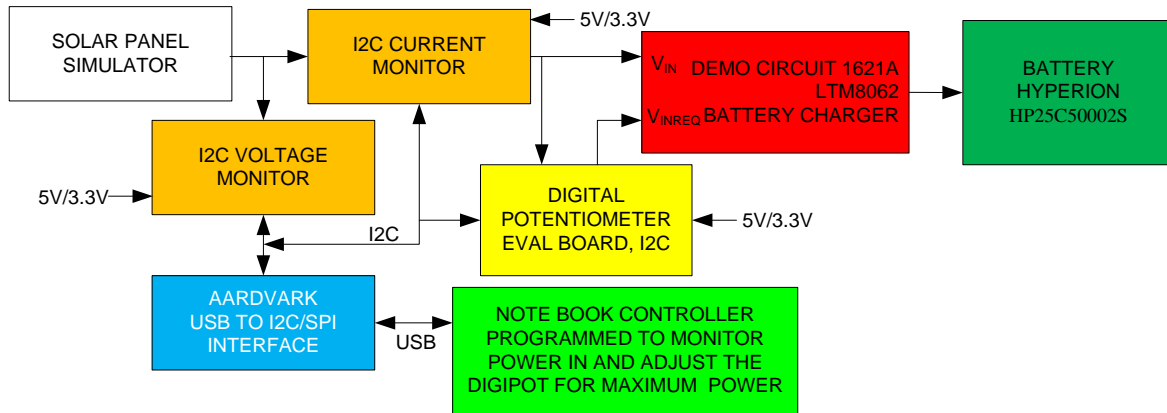 SOLAR PANEL
SIMULATOR
I2C CURRENT
MONITOR
5V/3.3V
VIN DEMO CIRCUIT 1621A
LTM8062
VINREQ BATTERY CHARGER
BATTERY
HYPERION
HP25C50002S
I2C VOLTAGE
MONITOR
5V/3.3V
DIGITAL
POTENTIOMETER
EVAL BOARD, I2C
5V/3.3V
I2C
AARDVARK
USB TO I2C/SPI
INTERFACE
USB
NOTE BOOK CONTROLLER
PROGRAMMED TO MONITOR
POWER IN AND ADJUST THE
DIGIPOT FOR MAXIMUM POWER